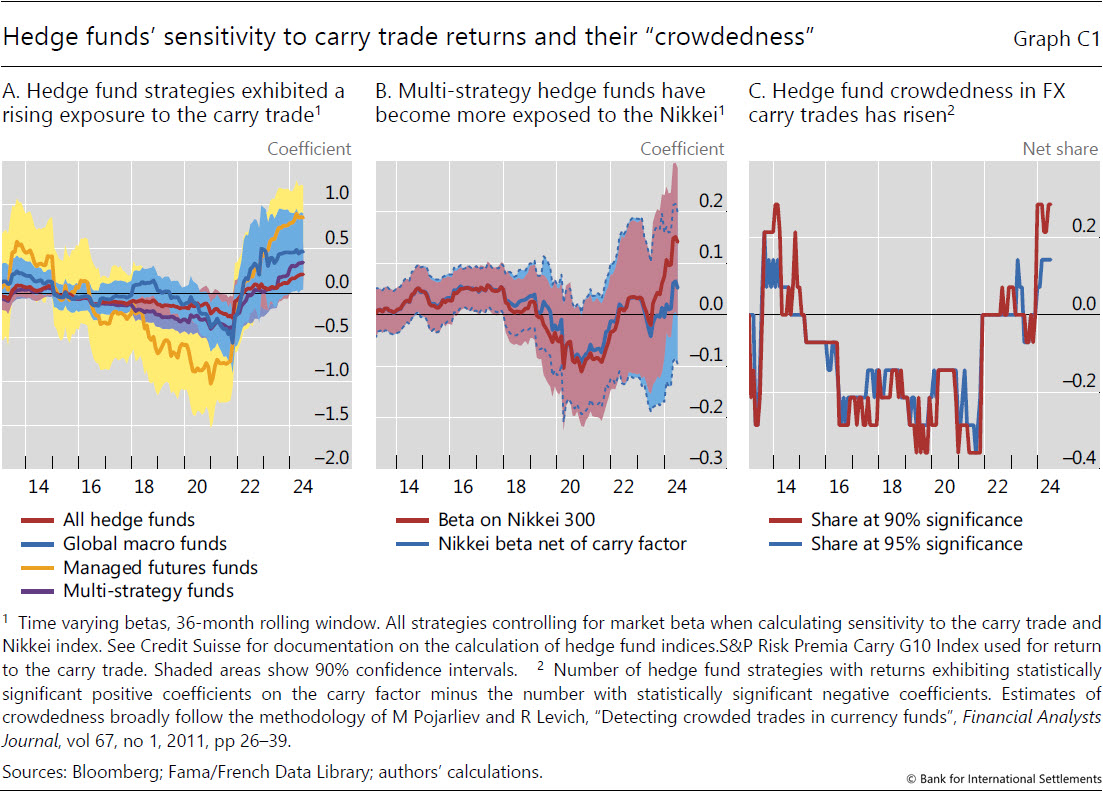 Hedge funds’ sensitivity to carry trade returns and their “crowdedness”
Graph C1
A. Hedge fund strategies exhibited a
rising exposure to the carry trade¹
Coefficient
1.0
0.5
0.0
–0.5
–1.0
–1.5
–2.0
14 16 18 20 22 24
All hedge funds
Global macro funds
Managed futures funds
Multi-strategy funds
B. Multi-strategy hedge funds have
become more exposed to the Nikkei¹
Coefficient
0.2
0.1
0.0
–0.1
–0.2
–0.3
14 16 18 20 22 24
Beta on Nikkei 300
Nikkei beta net of carry factor
C. Hedge fund crowdedness in FX
carry trades has risen²
Net share
0.2
0.0
–0.2
–0.4
14 16 18 20 22 24
Share at 90% significance
Share at 95% significance
¹ Time varying betas, 36-month rolling window. All strategies controlling for market beta when calculating sensitivity to the carry trade and
Nikkei index. See Credit Suisse for documentation on the calculation of hedge fund indices.S&P Risk Premia Carry G10 Index used for return
to the carry trade. Shaded areas show 90% confidence intervals. ² Number of hedge fund strategies with returns exhibiting statistically
significant positive coefficients on the carry factor minus the number with statistically significant negative coefficients. Estimates of
crowdedness broadly follow the methodology of M Pojarliev and R Levich, “Detecting crowded trades in currency funds”, Financial Analysts
Journal, vol 67, no 1, 2011, pp 26–39.
Sources: Bloomberg; Fama/French Data Library; authors’ calculations.
© Bank for International Settlements